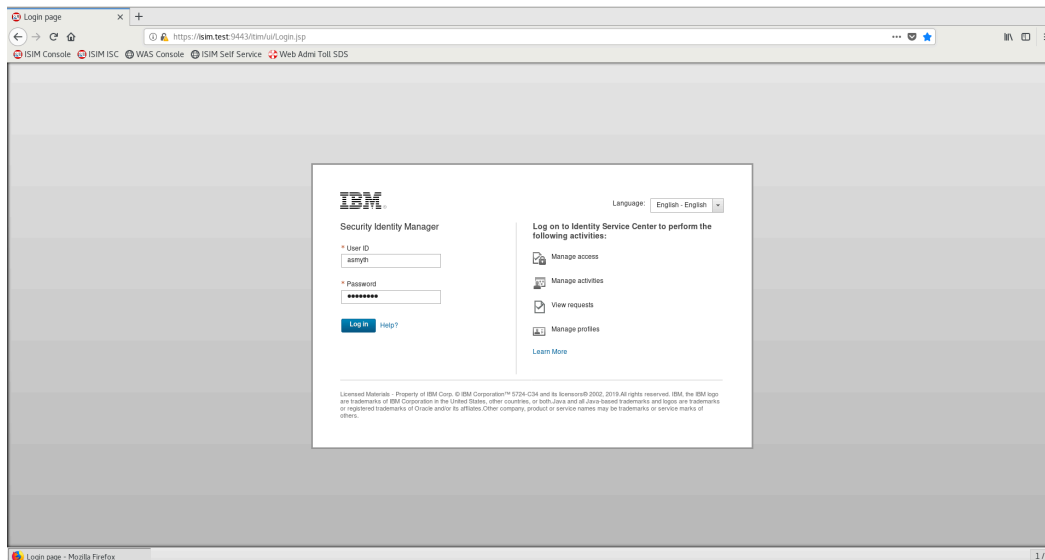 Login page
https://isim.test:9443/itim/ui/Login.jsp
ISIM Console ISIM ISC WAS Console ISIM Self Service Web Admi Toll SDS
IBM®
Language: English - English
Security Identity Manager
* User ID
asmyth
* Password
Log in Help?
Log on to Identity Service Center to perform the
following activities:
Manage access
Manage activities
View requests
Manage profiles
Learn More
Licensed Materials - Property of IBM Corp. © IBM Corporation™ 5724-C34 and its licensors© 2002, 2019.All rights reserved. IBM, the IBM logo
are trademarks of IBM Corporation in the United States, other countries, or both.Java and all Java-based trademarks and logos are trademarks
or registered trademarks of Oracle and/or its affiliates.Other company, product or service names may be trademarks or service marks of
others.
Login page - Mozilla Firefox
1 /